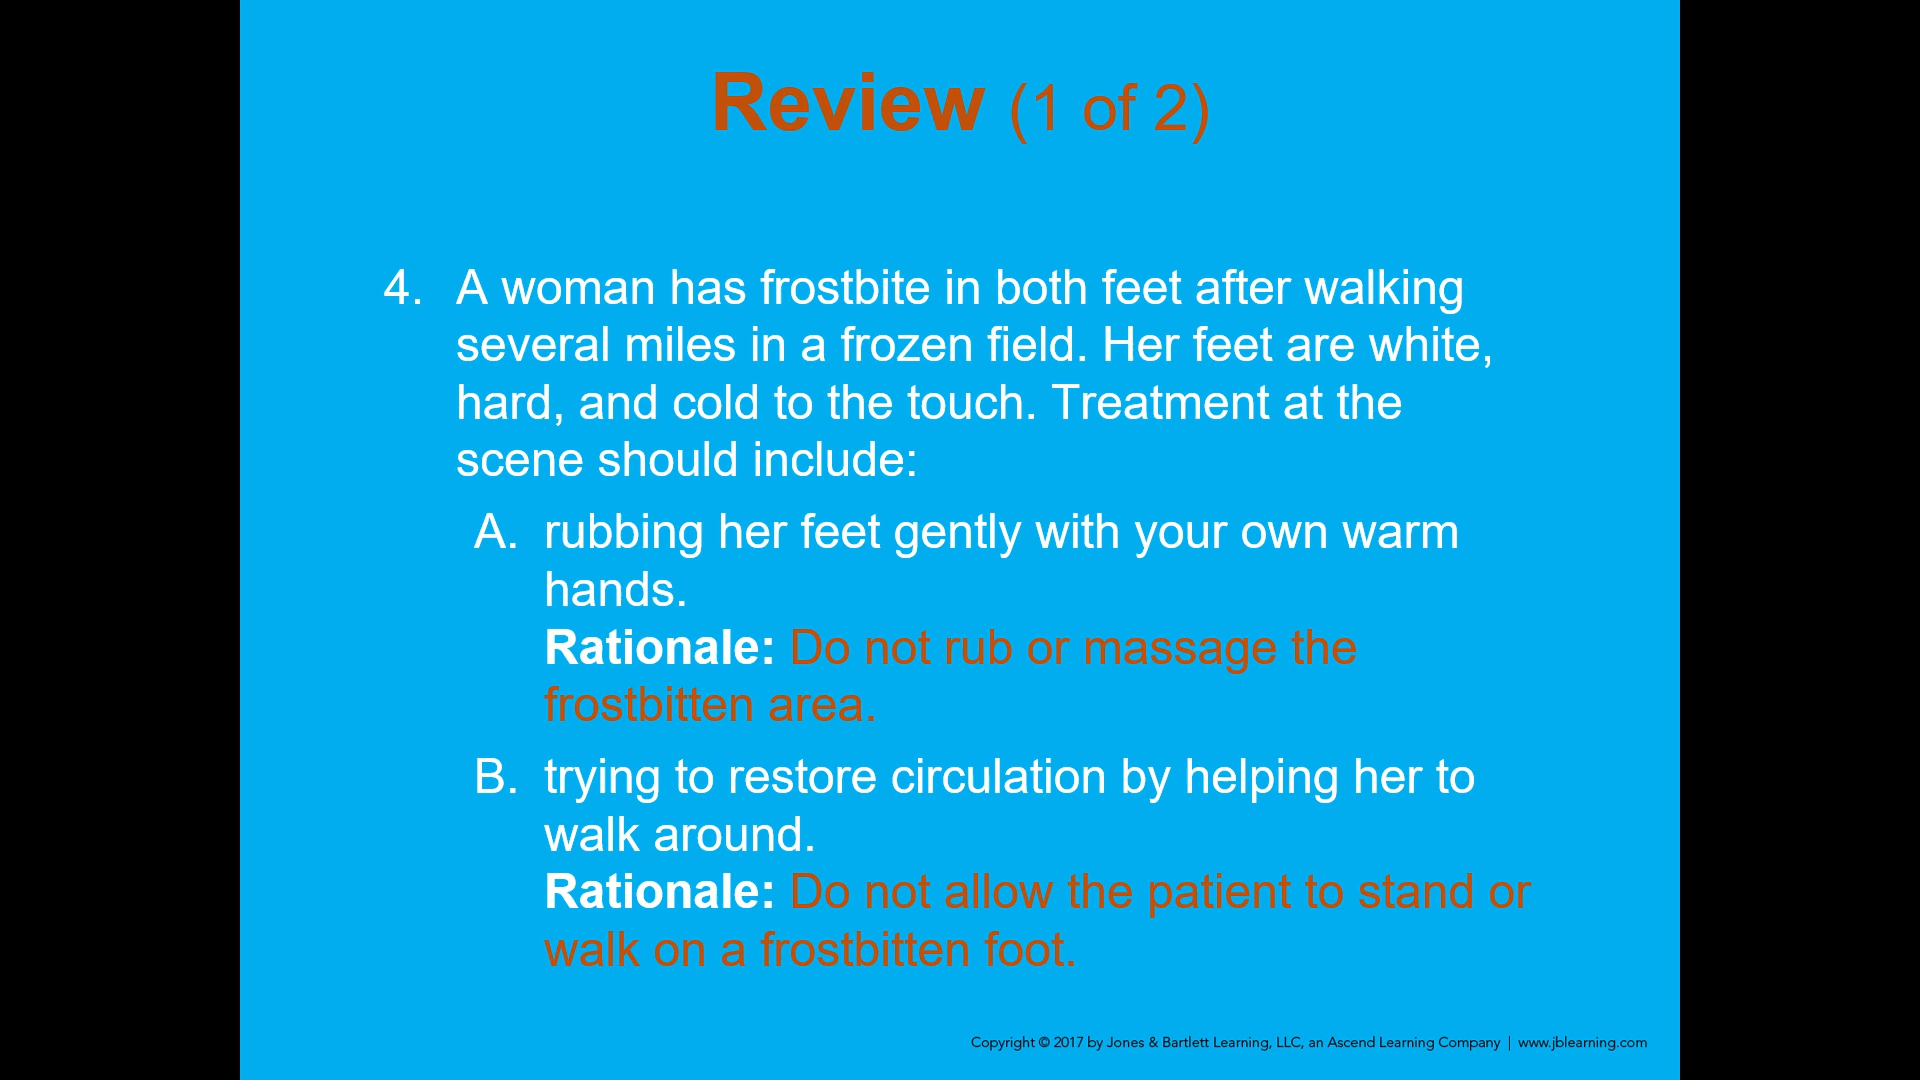 Review (1 of 2)
4. A woman has frostbite in both feet after walking
several miles in a frozen field. Her feet are white,
hard, and cold to the touch. Treatment at the
scene should include:
A. rubbing her feet gently with your own warm
hands.
Rationale: Do not rub or massage the
frostbitten area.
B. trying to restore circulation by helping her to
walk around.
Rationale: Do not allow the patient to stand or
walk on a frostbitten foot.
Copyright © 2017 by Jones & Bartlett Learning, LLC, an Ascend Learning Company | www.jblearning.com